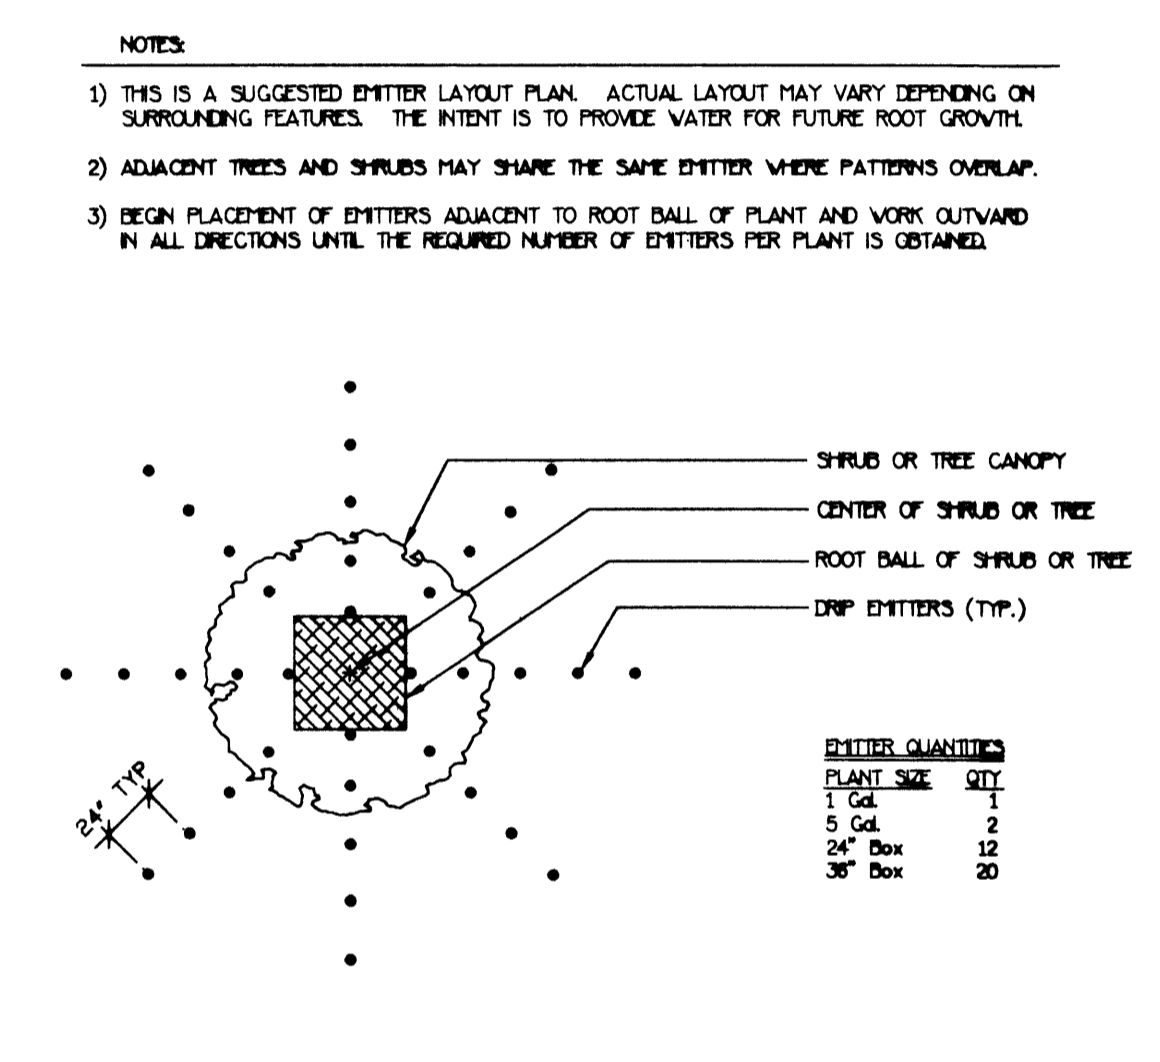 NOTES:
1) THIS IS A SUGGESTED EMITTER LAYOUT PLAN. ACTUAL LAYOUT MAY VARY DEPENDING ON
SURROUNDING FEATURES. THE INTENT IS TO PROVIDE WATER FOR FUTURE ROOT GROWTH.
2) ADJACENT TREES AND SHRUBS MAY SHARE THE SAME EMITTER WHERE PATTERNS OVERLAP.
3) BEGIN PLACEMENT OF EMITTERS ADJACENT TO ROOT BALL OF PLANT AND WORK OUTWARD
IN ALL DIRECTIONS UNTIL THE REQUIRED NUMBER OF EMITTERS PER PLANT IS OBTAINED.
SHRUB OR TREE CANOPY
CENTER OF SHRUB OR TREE
ROOT BALL OF SHRUB OR TREE
DRIP EMITTERS (TYP.)
24" TYP
EMITTER QUANTITIES
PLANT SIZE QTY
1 Gal. 1
5 Gal. 2
24" Box 12
36" Box 20